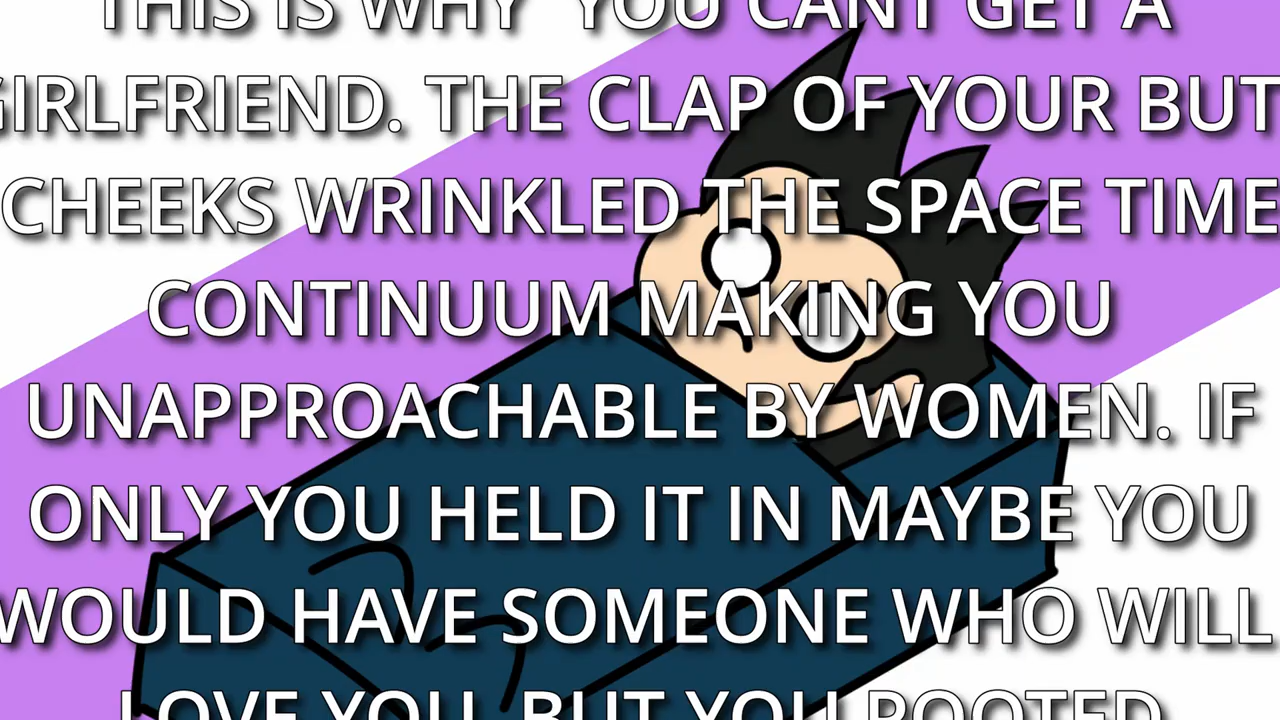 THIS IS WHY YOU CANT GET A
GIRLFRIEND. THE CLAP OF YOUR BUT
CHEEKS WRINKLED THE SPACE TIME
CONTINUUM MAKING YOU
UNAPPROACHABLE BY WOMEN. IF
ONLY YOU HELD IT IN MAYBE YOU
WOULD HAVE SOMEONE WHO WILL
LOVE YOU. BUT YOU POOTED